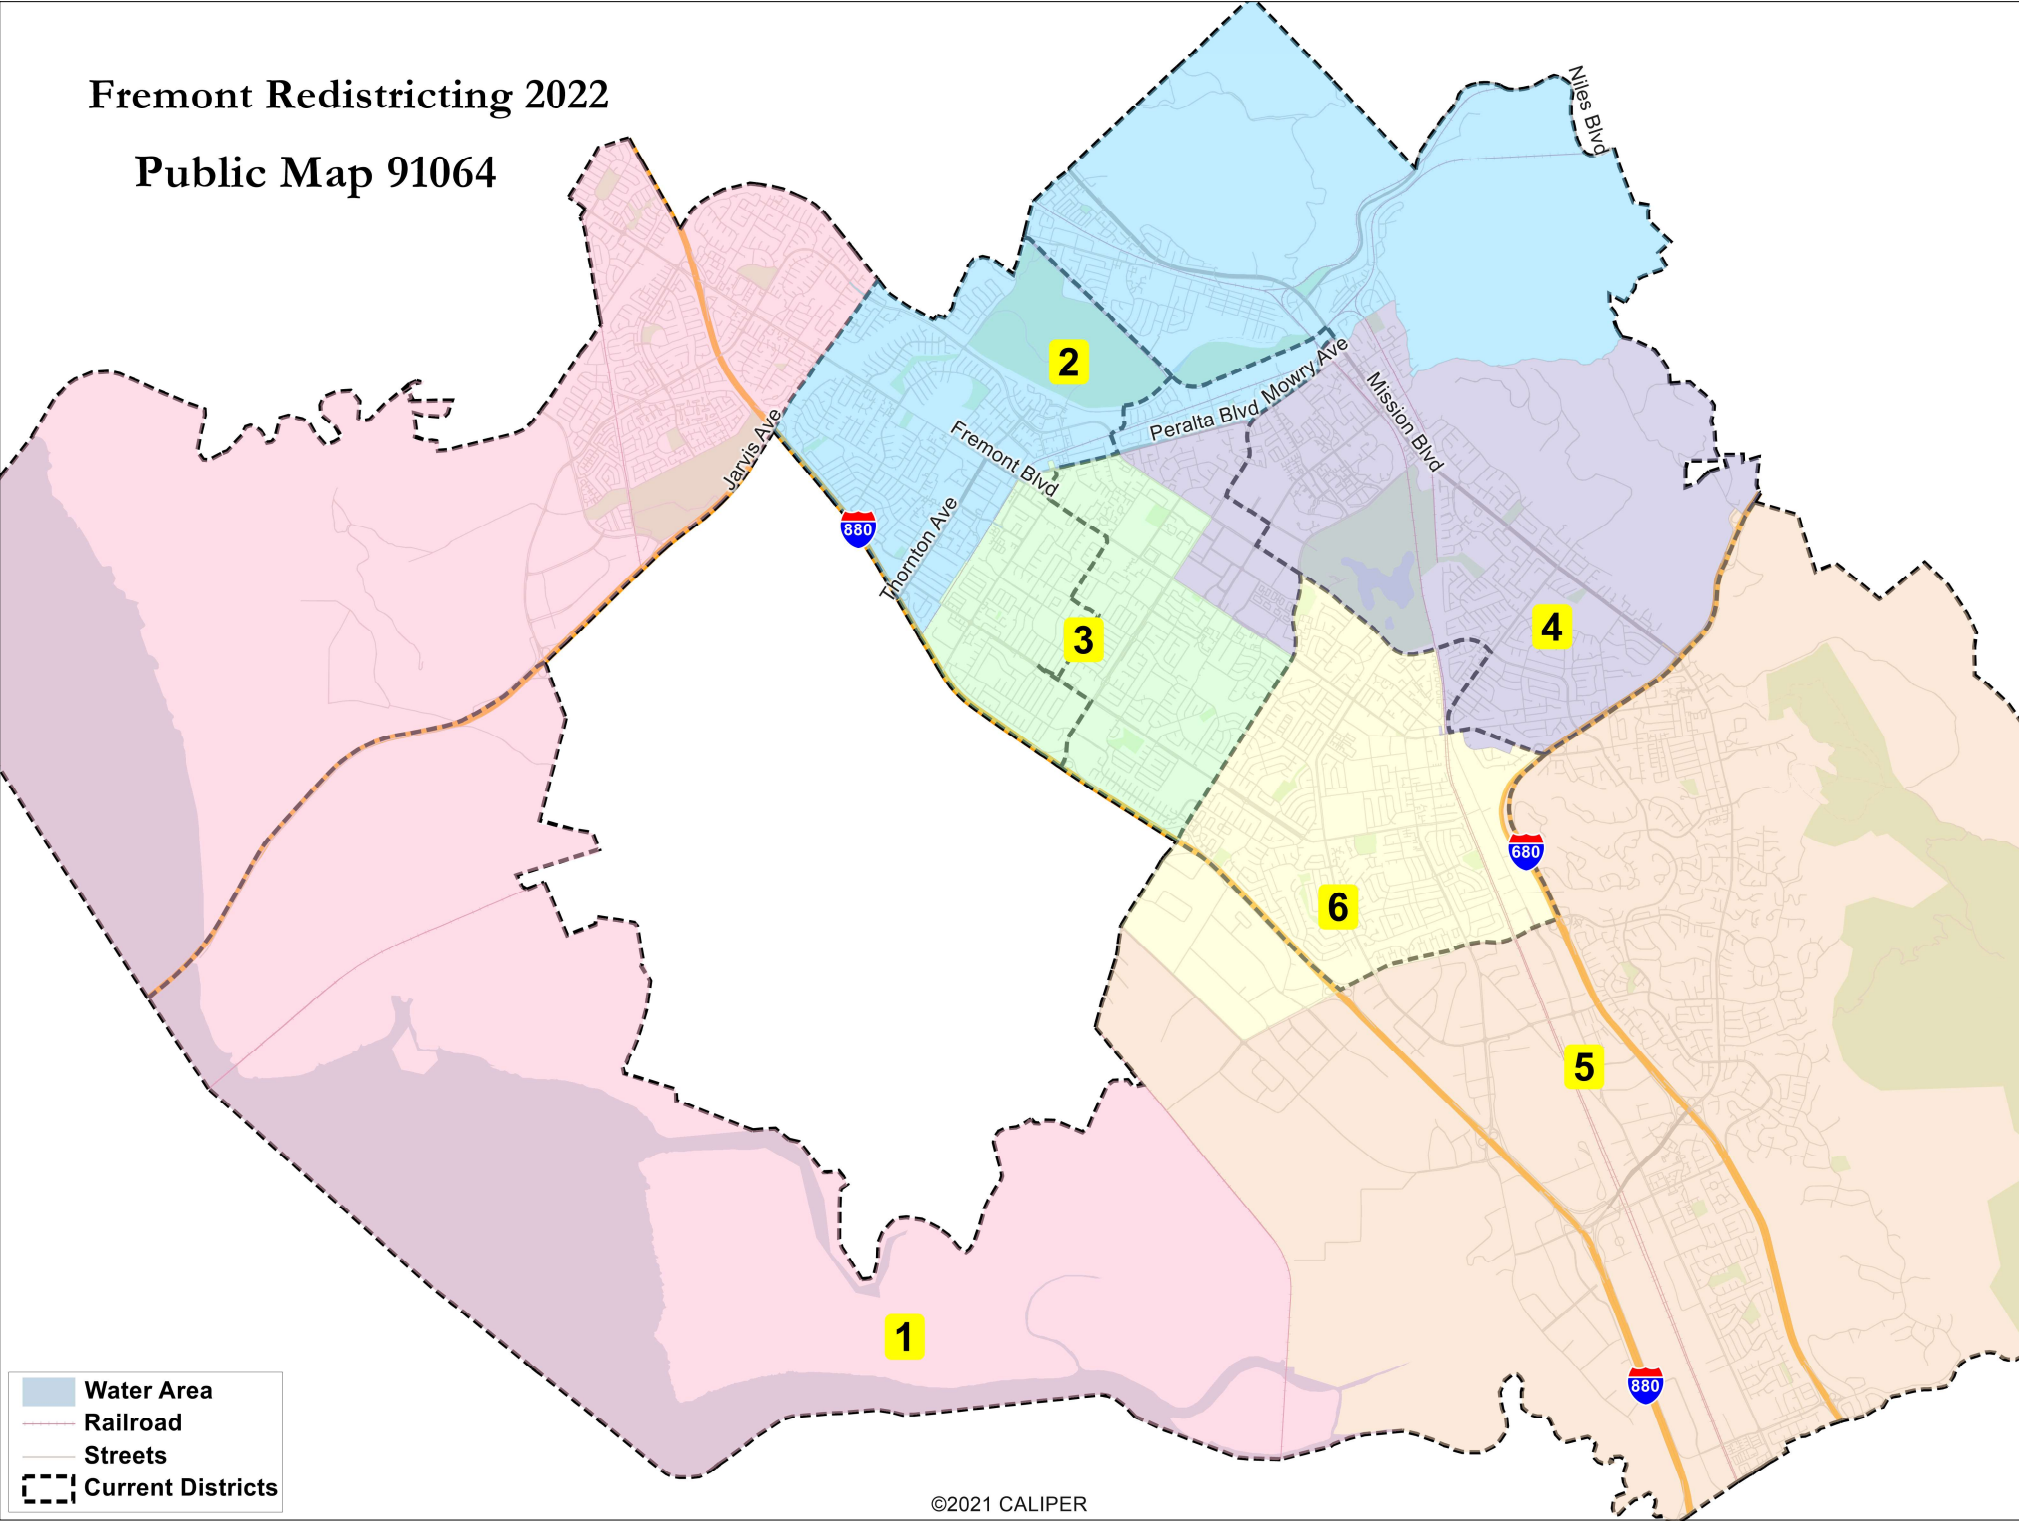 Fremont Redistricting 2022
Public Map 91064
Niles Blvd
2
Mowry Ave
Peralta Blvd
Mission Blvd
Jarvis Ave
Fremont Blvd
880
Thornton Ave
3
4
680
6
5
1
880
Water Area
Railroad
Streets
Current Districts
©2021 CALIPER